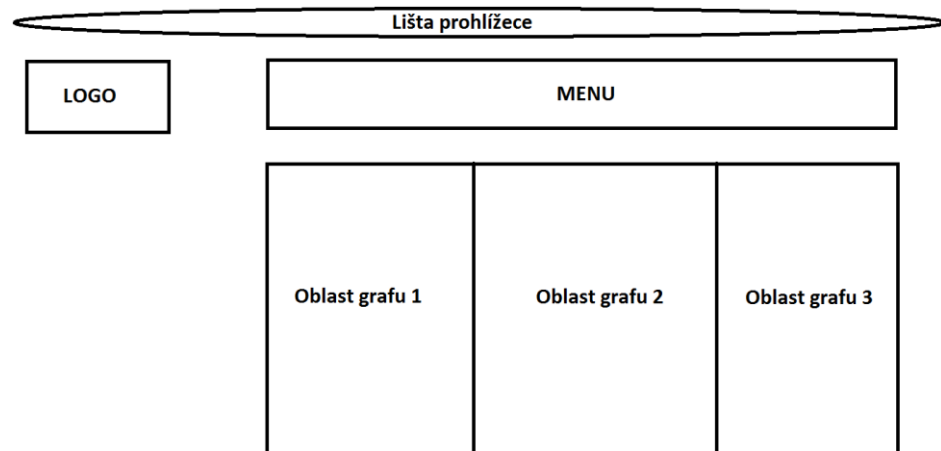 Lišta prohlížece
LOGO
MENU
Oblast grafu 1
Oblast grafu 2
Oblast grafu 3